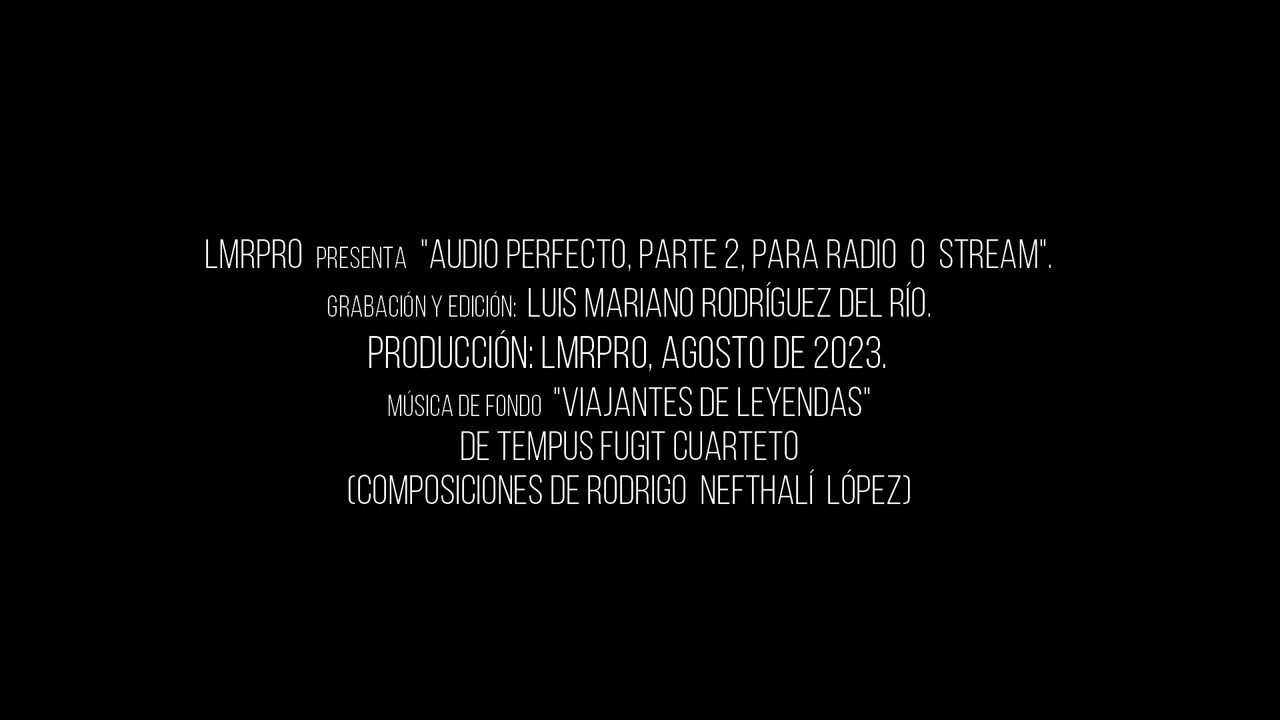 LMRPRO PRESENTA "AUDIO PERFECTO, PARTE 2, PARA RADIO O STREAM".
GRABACIÓN Y EDICIÓN: LUIS MARIANO RODRÍGUEZ DEL RÍO.
PRODUCCIÓN: LMRPRO, AGOSTO DE 2023.
MÚSICA DE FONDO "VIAJANTES DE LEYENDAS"
DE TEMPUS FUGIT CUARTETO
(COMPOSICIONES DE RODRIGO NEFTHALÍ LÓPEZ)